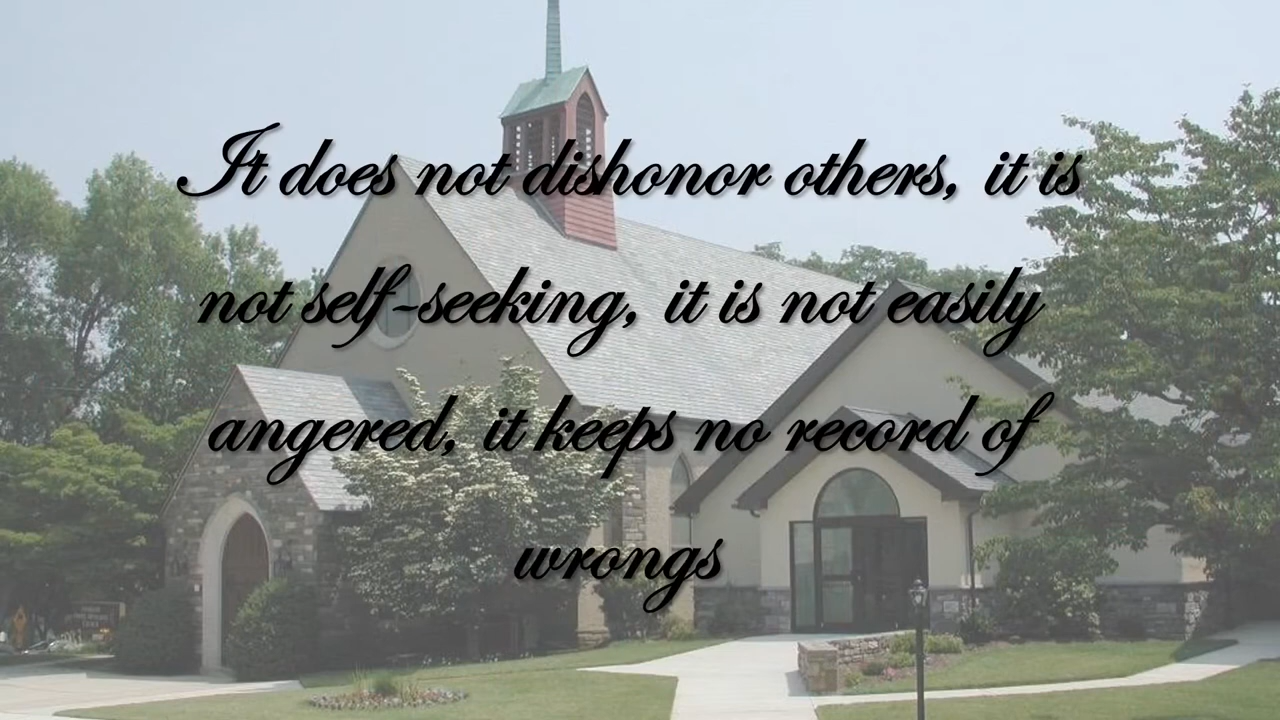 It does not dishonor others, it is
not self-seeking, it is not easily
angered, it keeps no record of
wrongs